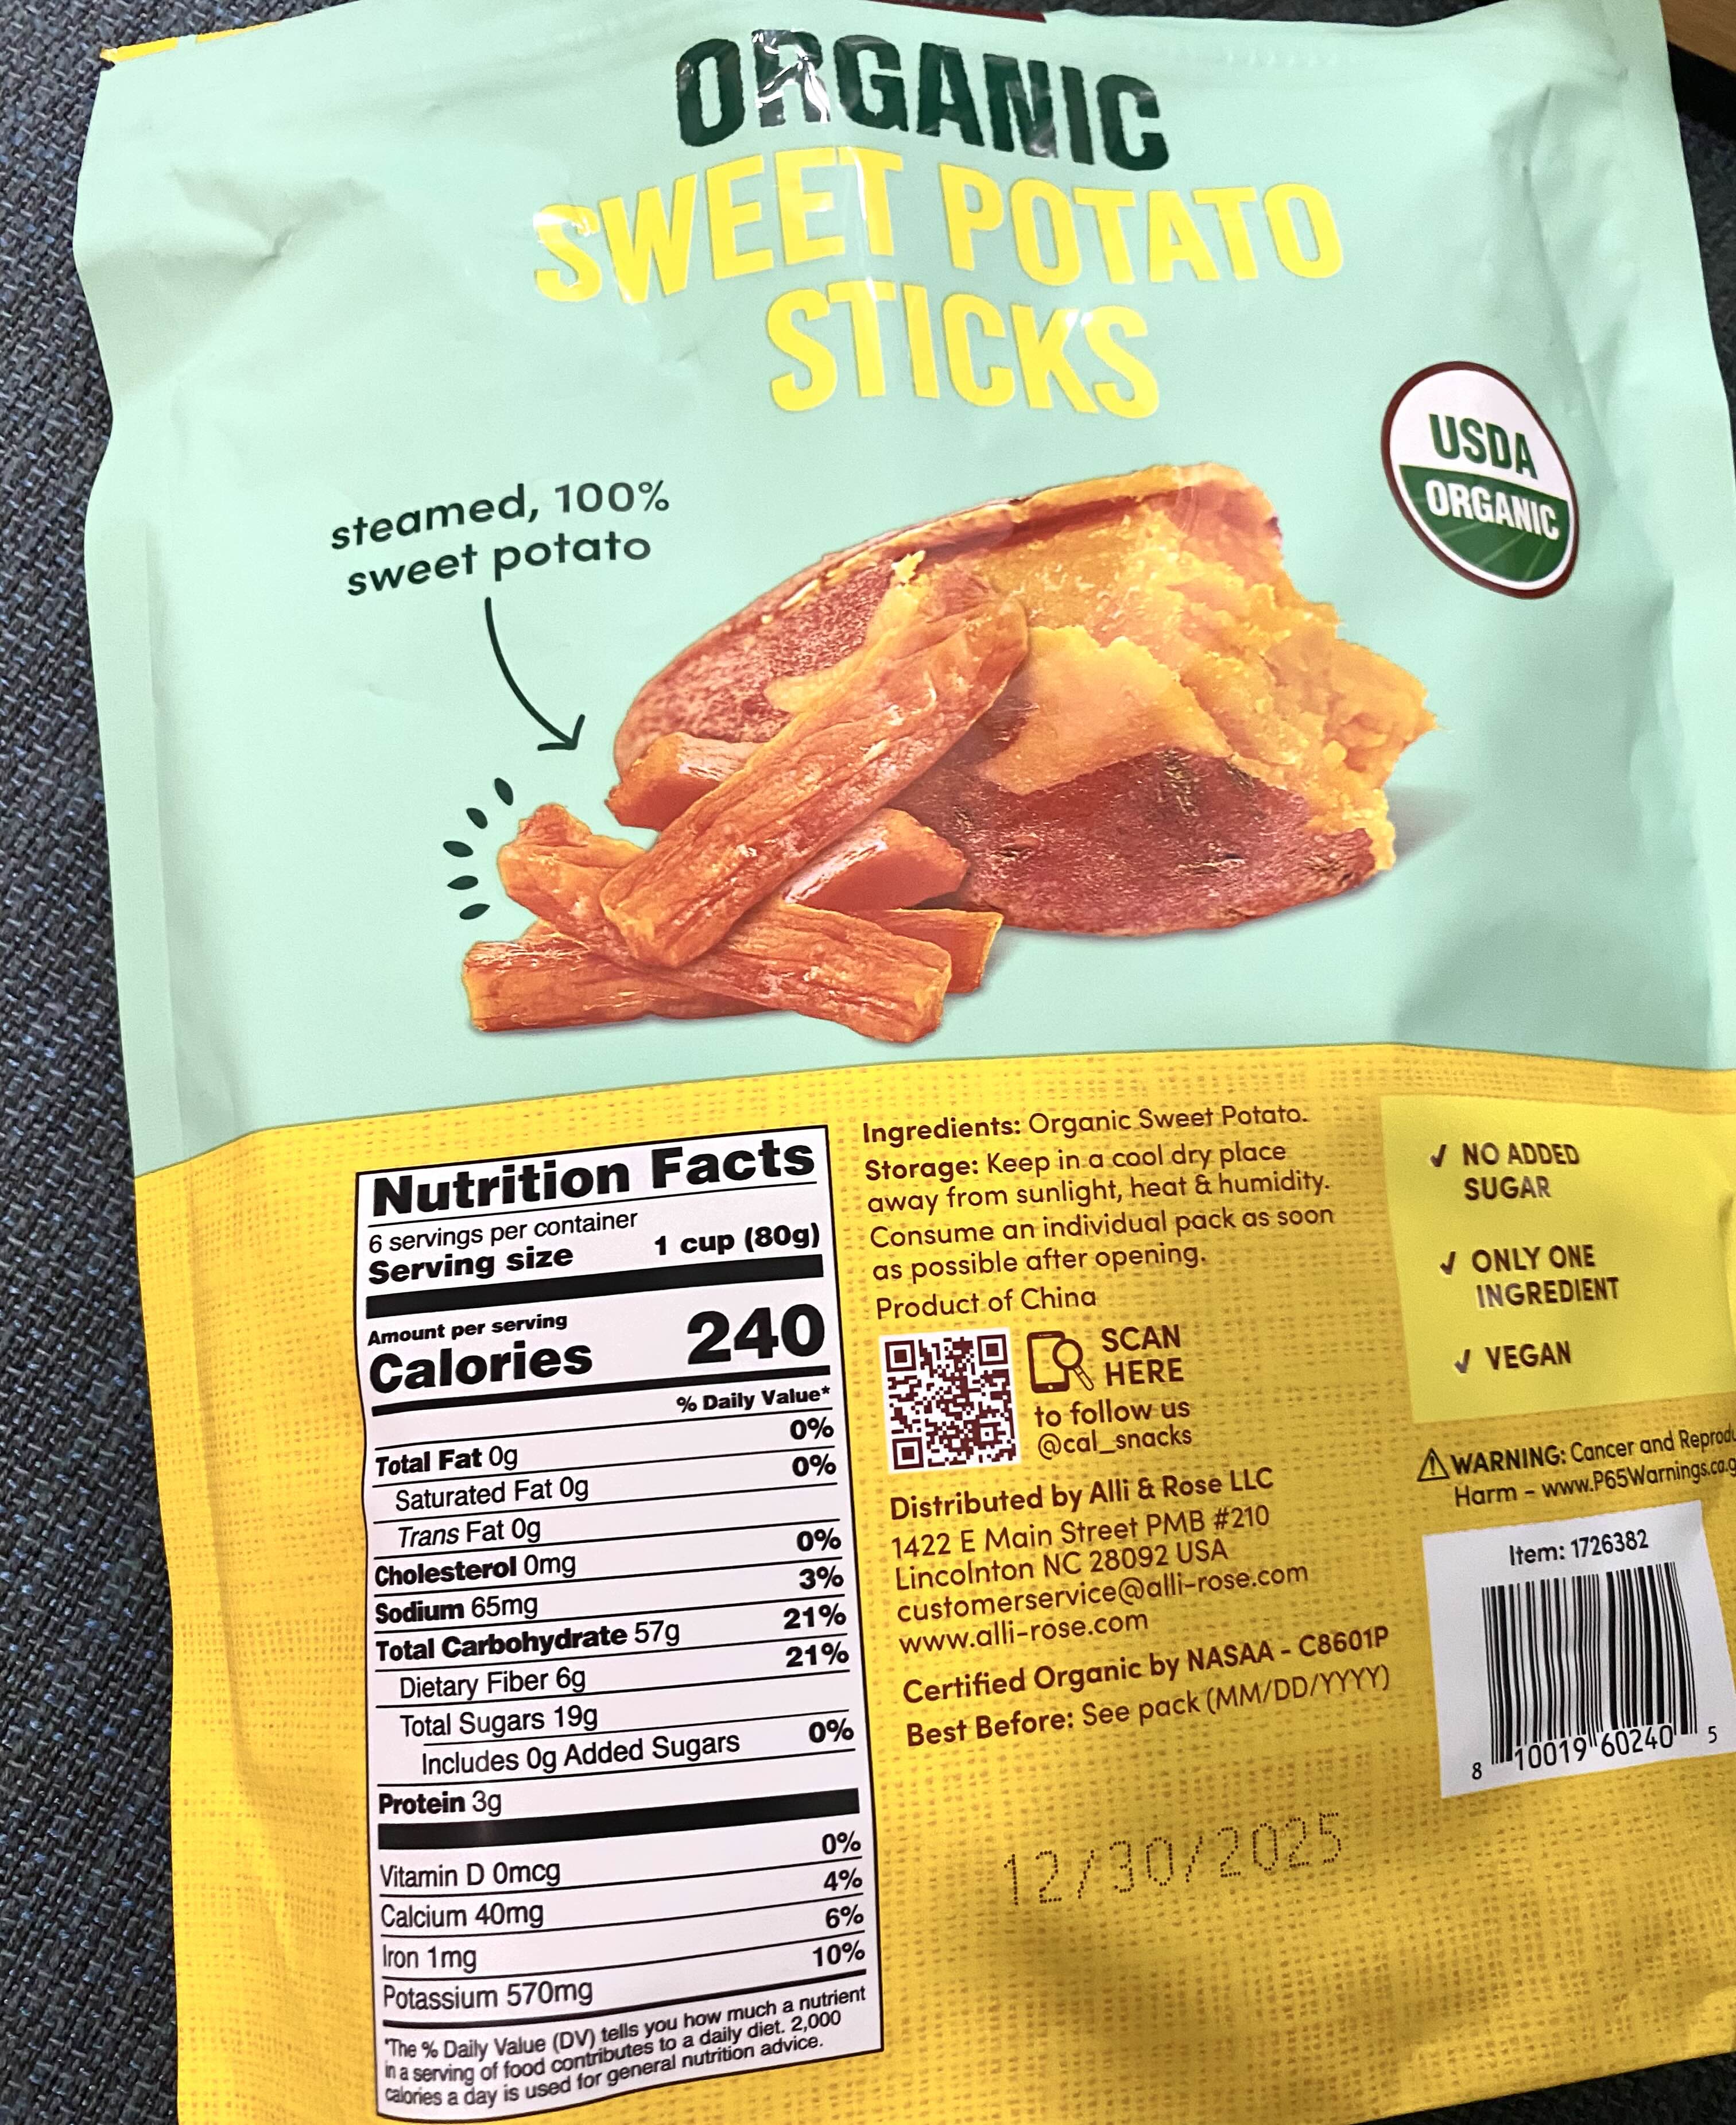 ORGANIC
SWEET POTATO
STICKS
USDA
ORGANIC
steamed, 100%
sweet potato
Nutrition Facts
6 servings per container
Serving size 1 cup (80g)
Amount per serving
Calories 240
% Daily Value*
Total Fat 0g 0%
Saturated Fat 0g 0%
Trans Fat 0g
Cholesterol 0mg 0%
Sodium 65mg 3%
Total Carbohydrate 57g 21%
Dietary Fiber 6g 21%
Total Sugars 19g
Includes 0g Added Sugars 0%
Protein 3g
Vitamin D 0mcg 0%
Calcium 40mg 4%
Iron 1mg 6%
Potassium 570mg 10%
*The % Daily Value (DV) tells you how much a nutrient
in a serving of food contributes to a daily diet. 2,000
calories a day is used for general nutrition advice.
Ingredients: Organic Sweet Potato.
Storage: Keep in a cool dry place
away from sunlight, heat & humidity.
Consume an individual pack as soon
as possible after opening.
Product of China
SCAN
HERE
to follow us
@cal_snacks
Distributed by Alli & Rose LLC
1422 E Main Street PMB #210
Lincolnton NC 28092 USA
customerservice@alli-rose.com
www.alli-rose.com
Certified Organic by NASAA - C8601P
Best Before: See pack (MM/DD/YYYY)
12/30/2025
✓ NO ADDED
SUGAR
✓ ONLY ONE
INGREDIENT
✓ VEGAN
WARNING: Cancer and
Harm - www.P65Warnings.ca.g
Item: 1726382
8 10019 60240 5